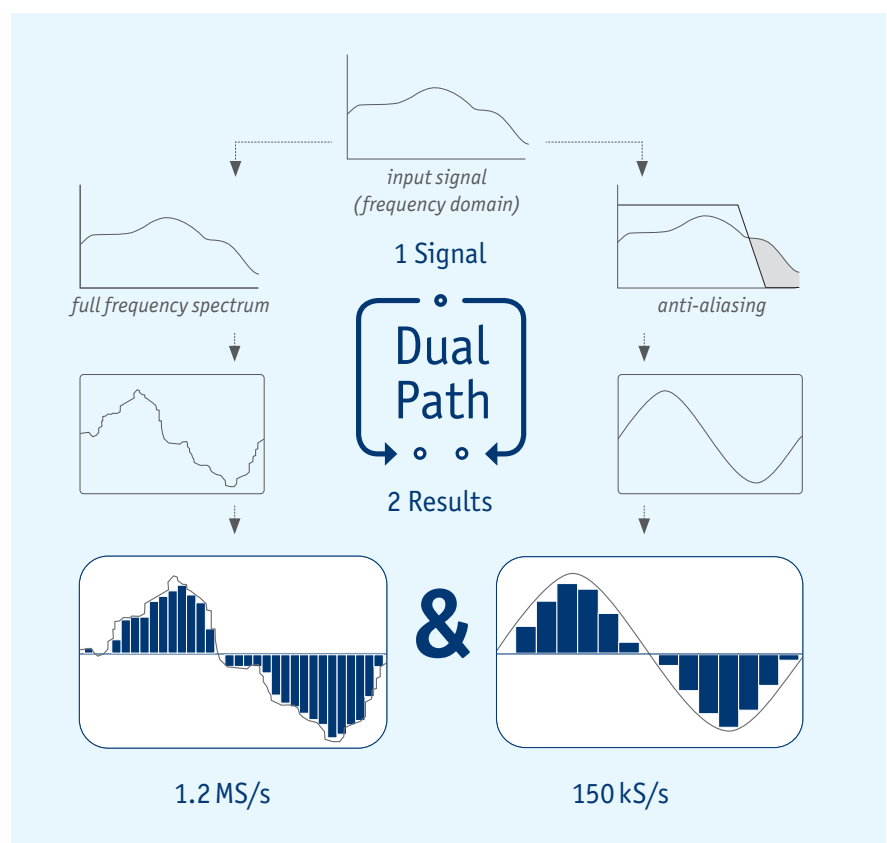 input signal
(frequency domain)
1 Signal
full frequency spectrum
anti-aliasing
Dual
Path
2 Results
&
1.2 MS/s
150 kS/s